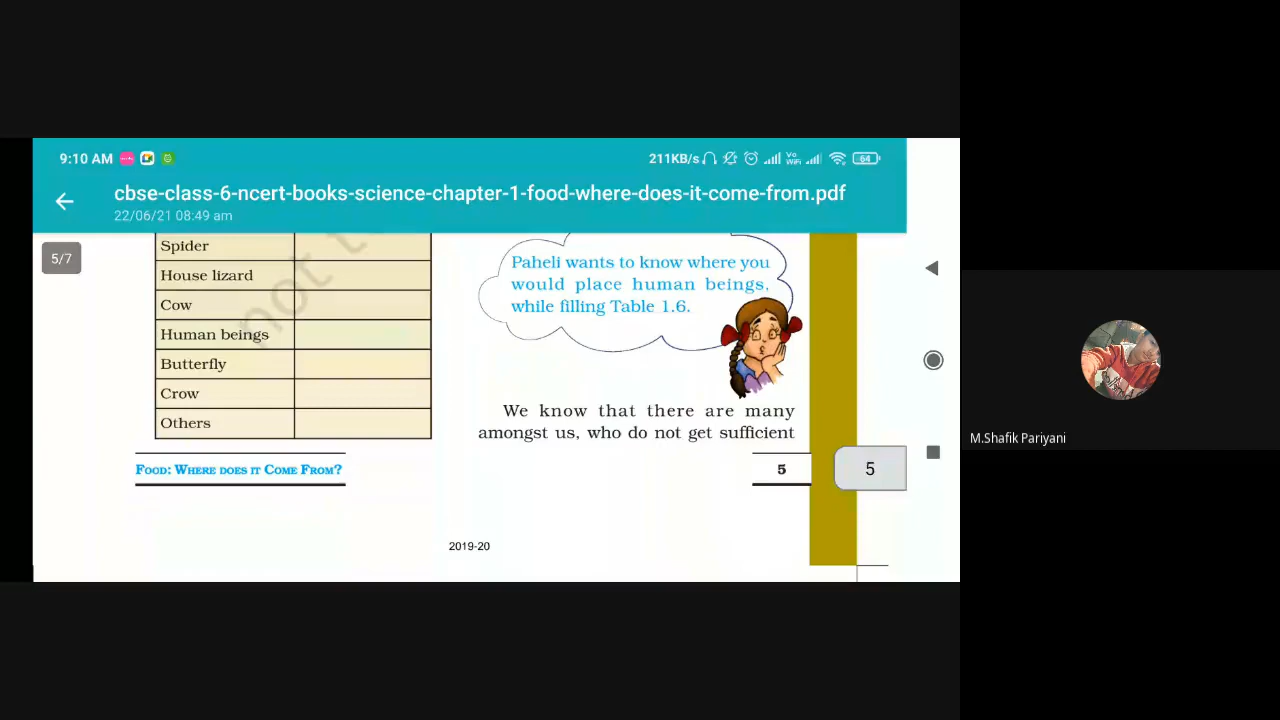 9:10 AM
211KB/s
Vo
WiFi
64
cbse-class-6-ncert-books-science-chapter-1-food-where-does-it-come-from.pdf
22/06/21 08:49 am
5/7
Spider
House lizard
Cow
Human beings
Butterfly
Crow
Others
not t
Food: Where does it Come From?
Paheli wants to know where you
would place human beings,
while filling Table 1.6.
We know that there are many
amongst us, who do not get sufficient
5
5
2019-20
M.Shafik Pariyani